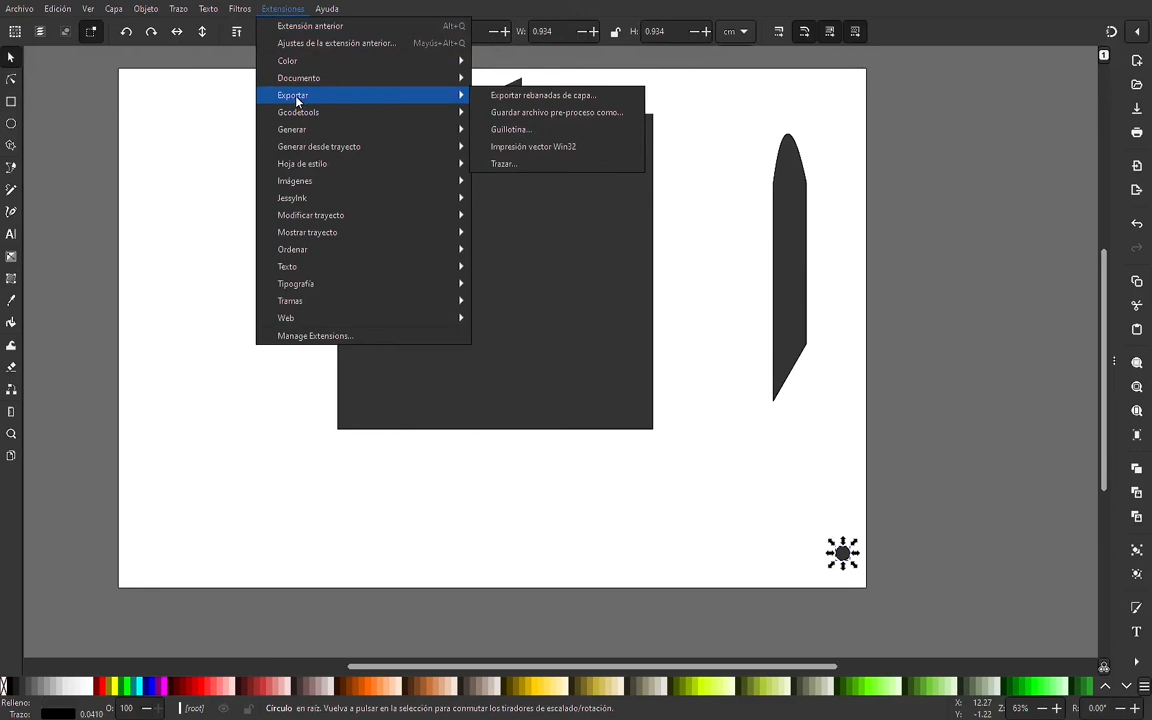 Archivo Edición Ver Capa Objeto Trazo Texto Filtros Extensiones Ayuda
W: 0.934 H: 0.934 cm
Extensión anterior Alt+Q
Ajustes de la extensión anterior... Mayús+Alt+Q
Color
Documento
Exportar
Gcodetools
Generar
Generar desde trayecto
Hoja de estilo
Imágenes
JessyInk
Modificar trayecto
Mostrar trayecto
Ordenar
Texto
Tipografía
Tramas
Web
Manage Extensions...
Exportar rebanadas de capa...
Guardar archivo pre-proceso como...
Guillotina...
Impresión vector Win32
Trazar...
1
Relleno:
Trazo: 0.0410
O: 100
[root]
Círculo en raíz. Vuelva a pulsar en la selección para conmutar los tiradores de escalado/rotación.
X: 12.27
Y: -1.22
Z: 63%
R: 0.00°